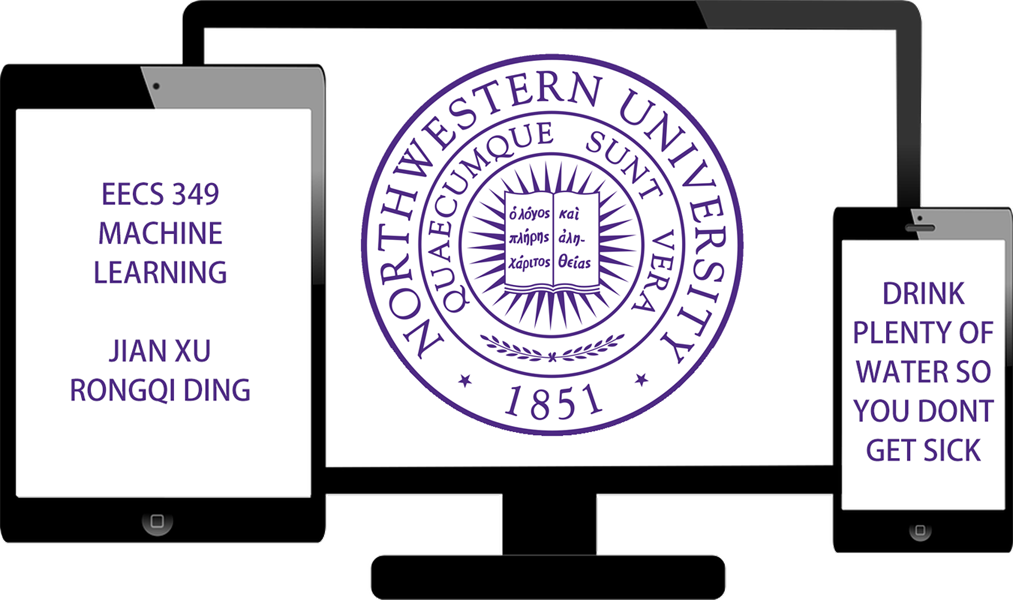 EECS 349
MACHINE
LEARNING
JIAN XU
RONGQI DING
NORTHWESTERN UNIVERSITY
QUAECUMQUE SUNT VERA
ὁ λόγος
πλήρης
χάριτος
καὶ
ἀλη-
θείας
1851
DRINK
PLENTY OF
WATER SO
YOU DONT
GET SICK